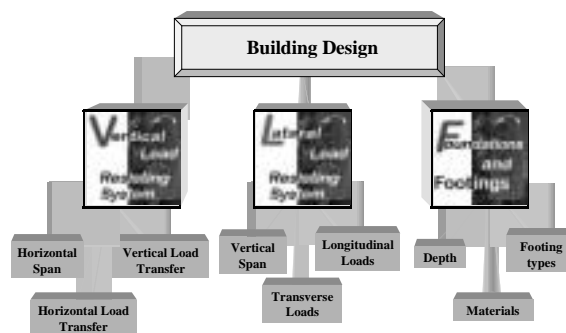 Building Design
Vertical
Load
Resisting
System
Lateral
Load
Resisting
System
Foundations
and
Footings
Horizontal
Span
Vertical Load
Transfer
Horizontal Load
Transfer
Vertical
Span
Longitudinal
Loads
Transverse
Loads
Depth
Footing
types
Materials